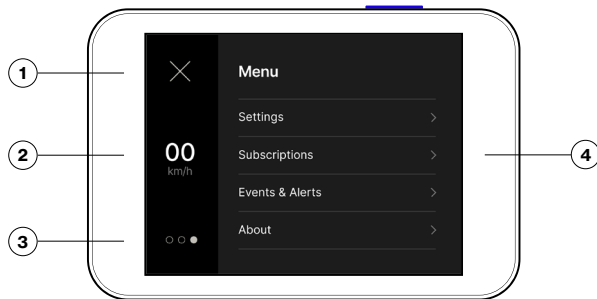 1
Menu
Settings
2
00
km/h
Subscriptions
4
Events & Alerts
3
About